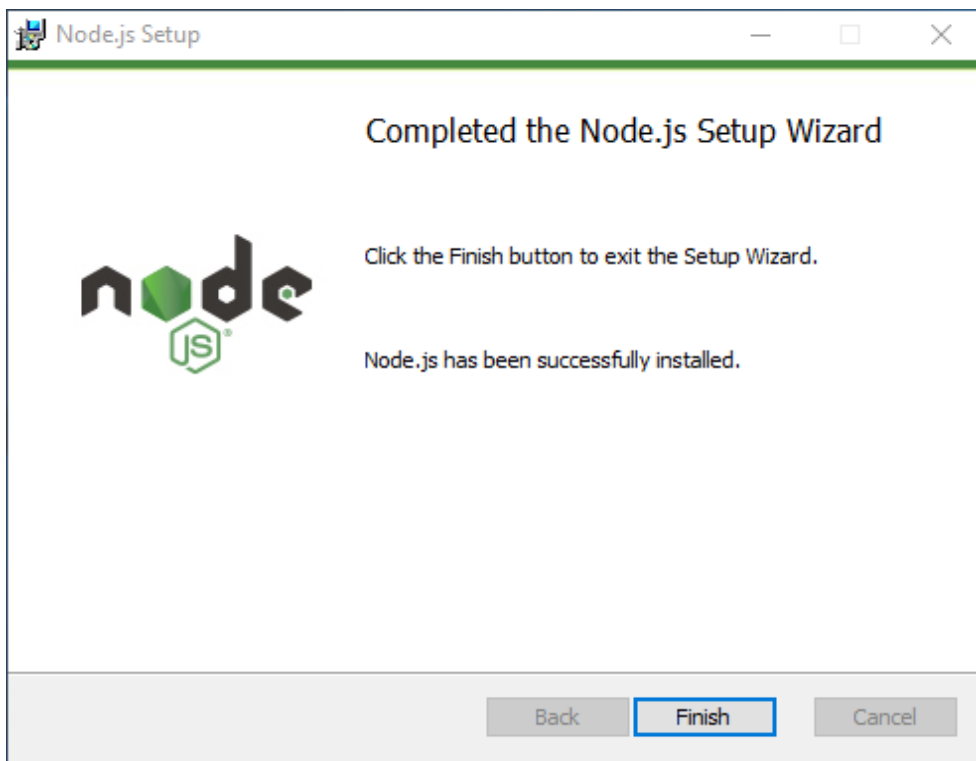 Node.js Setup
Completed the Node.js Setup Wizard
Click the Finish button to exit the Setup Wizard.
node
JS®
Node.js has been successfully installed.
Back Finish Cancel